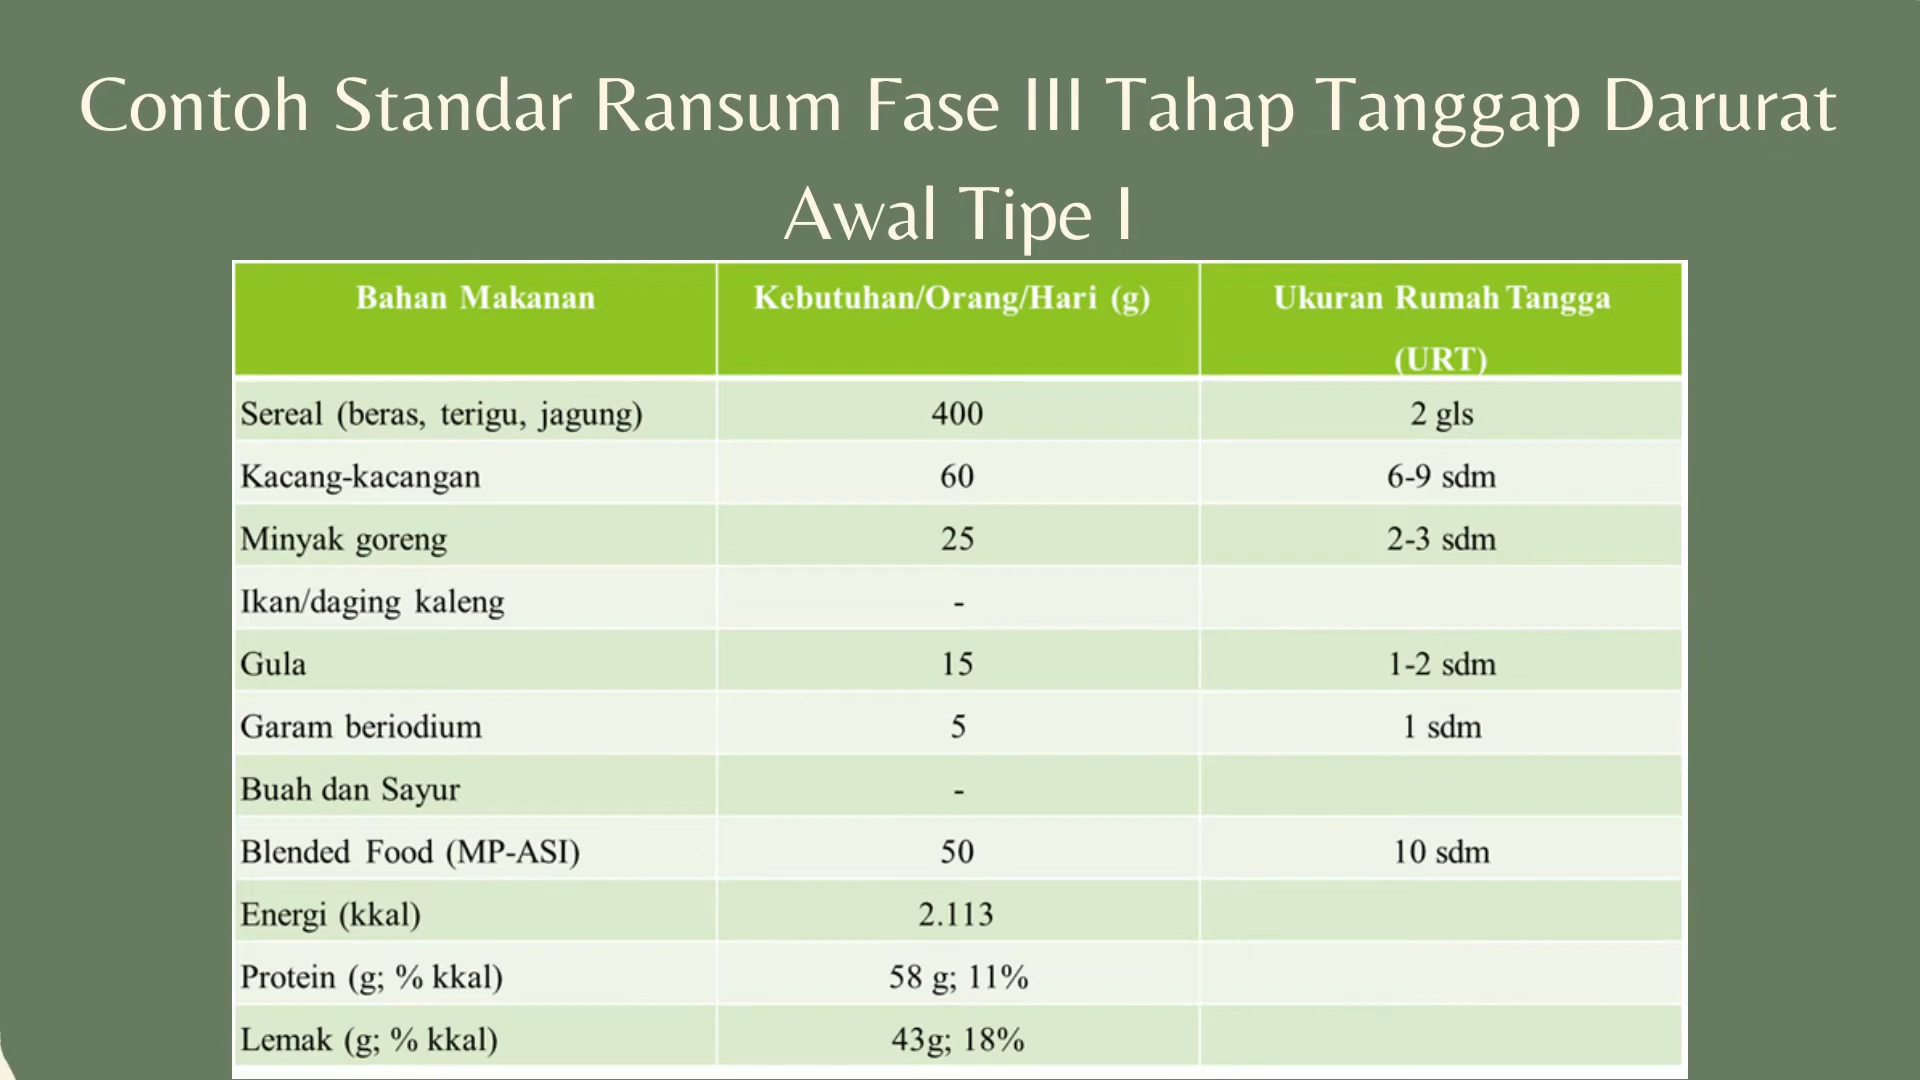 Contoh Standar Ransum Fase III Tahap Tanggap Darurat
Awal Tipe I
Bahan Makanan Kebutuhan/Orang/Hari (g) Ukuran Rumah Tangga
(URT)
Sereal (beras, terigu, jagung) 400 2 gls
Kacang-kacangan 60 6-9 sdm
Minyak goreng 25 2-3 sdm
Ikan/daging kaleng -
Gula 15 1-2 sdm
Garam beriodium 5 1 sdm
Buah dan Sayur -
Blended Food (MP-ASI) 50 10 sdm
Energi (kkal) 2.113
Protein (g; % kkal) 58 g; 11%
Lemak (g; % kkal) 43g; 18%